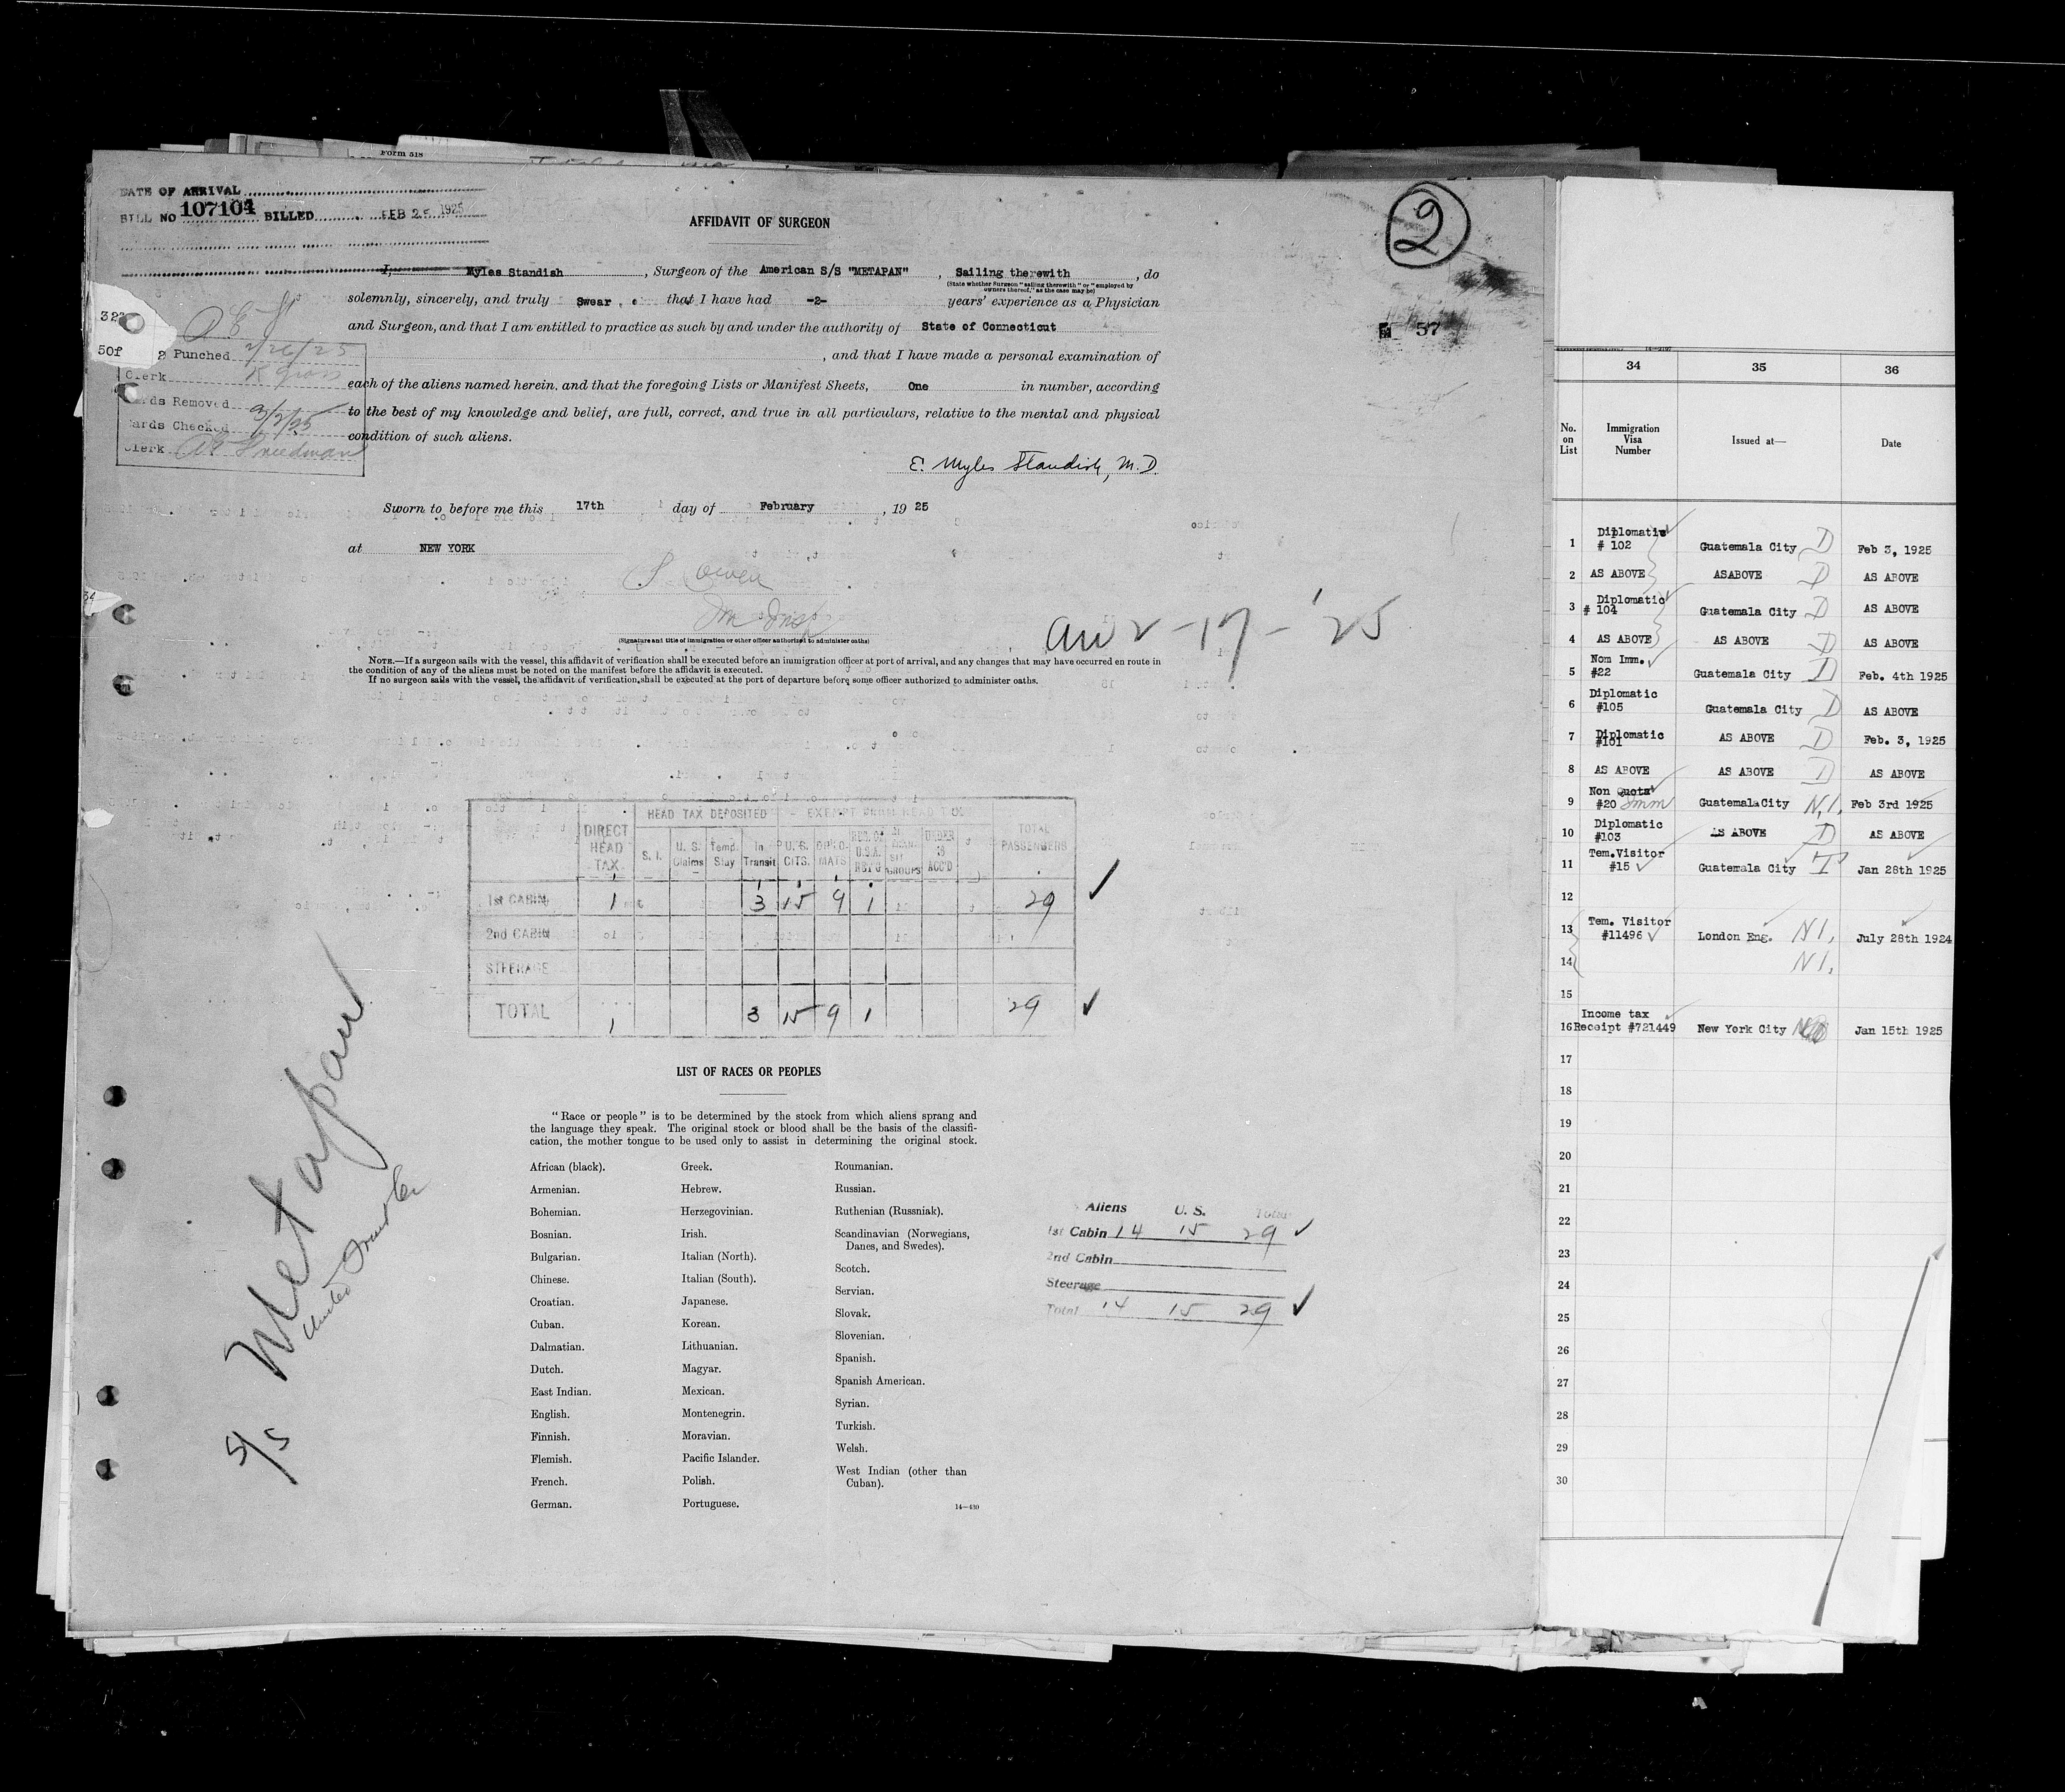 Form 518
DATE OF ARRIVAL
BILL NO 107104 BILLED FEB 25 1925
AFFIDAVIT OF SURGEON
2
I, Myles Standish, Surgeon of the American S/S "METAPAN", Sailing therewith, do
(State whether Surgeon "sailing therewith" or "employed by
owners thereof," as the case may be)
solemnly, sincerely, and truly Swear that I have had -2- years' experience as a Physician
and Surgeon, and that I am entitled to practice as such by and under the authority of State of Connecticut
57
, and that I have made a personal examination of
each of the aliens named herein, and that the foregoing Lists or Manifest Sheets, One in number, according
to the best of my knowledge and belief, are full, correct, and true in all particulars, relative to the mental and physical
condition of such aliens.
E. Myles Standish, M.D.
Punched 2/26/25
Clerk
Cards Removed
Cards Checked 3/2/25
Clerk
Sworn to before me this 17th day of February, 1925
at NEW YORK
(Signature and title of immigration or other officer authorized to administer oaths)
2-17-'25
NOTE.—If a surgeon sails with the vessel, this affidavit of verification shall be executed before an immigration officer at port of arrival, and any changes that may have occurred en route in
the condition of any of the aliens must be noted on the manifest before the affidavit is executed.
If no surgeon sails with the vessel, the affidavit of verification shall be executed at the port of departure before some officer authorized to administer oaths.
DIRECT HEAD TAX
HEAD TAX DEPOSITED
EXEMPT FROM HEAD TAX
TOTAL PASSENGERS
S. I.
U. S. Claims
Temp. Stay
In Transit
U. S. CITS.
DIPLOMATS
1st CABIN 1 3 15 9 1 29
2nd CABIN
STEERAGE
TOTAL 1 3 15 9 1 29
Metapan
United Fruit Co
S/S
LIST OF RACES OR PEOPLES
"Race or people" is to be determined by the stock from which aliens sprang and
the language they speak. The original stock or blood shall be the basis of the classifi-
cation, the mother tongue to be used only to assist in determining the original stock.
African (black).
Armenian.
Bohemian.
Bosnian.
Bulgarian.
Chinese.
Croatian.
Cuban.
Dalmatian.
Dutch.
East Indian.
English.
Finnish.
Flemish.
French.
German.
Greek.
Hebrew.
Herzegovinian.
Irish.
Italian (North).
Italian (South).
Japanese.
Korean.
Lithuanian.
Magyar.
Mexican.
Montenegrin.
Moravian.
Pacific Islander.
Polish.
Portuguese.
Roumanian.
Russian.
Ruthenian (Russniak).
Scandinavian (Norwegians,
Danes, and Swedes).
Scotch.
Servian.
Slovak.
Slovenian.
Spanish.
Spanish American.
Syrian.
Turkish.
Welsh.
West Indian (other than
Cuban).
14—430
Aliens U. S. Total
1st Cabin 14 15 29
2nd Cabin
Steerage
Total 14 15 29
34 35 36
No. on List
Immigration Visa Number
Issued at—
Date
1 Diplomatic # 102 Guatemala City D Feb 3, 1925
2 AS ABOVE ASABOVE D AS ABOVE
3 Diplomatic # 104 Guatemala City D AS ABOVE
4 AS ABOVE AS ABOVE D AS ABOVE
5 Nom Imm. #22 Guatemala City D Feb. 4th 1925
6 Diplomatic #105 Guatemala City D AS ABOVE
7 Diplomatic #101 AS ABOVE D Feb. 3, 1925
8 AS ABOVE AS ABOVE D AS ABOVE
9 Non Quota #20 Guatemala City N.I. Feb 3rd 1925
10 Diplomatic #103 AS ABOVE D AS ABOVE
11 Tem.Visitor #15 Guatemala City T Jan 28th 1925
12
13 Tem. Visitor #11496 London Eng. N I. July 28th 1924
14 N I.
15
16 Income tax Receipt #721449 New York City Jan 15th 1925
17
18
19
20
21
22
23
24
25
26
27
28
29
30